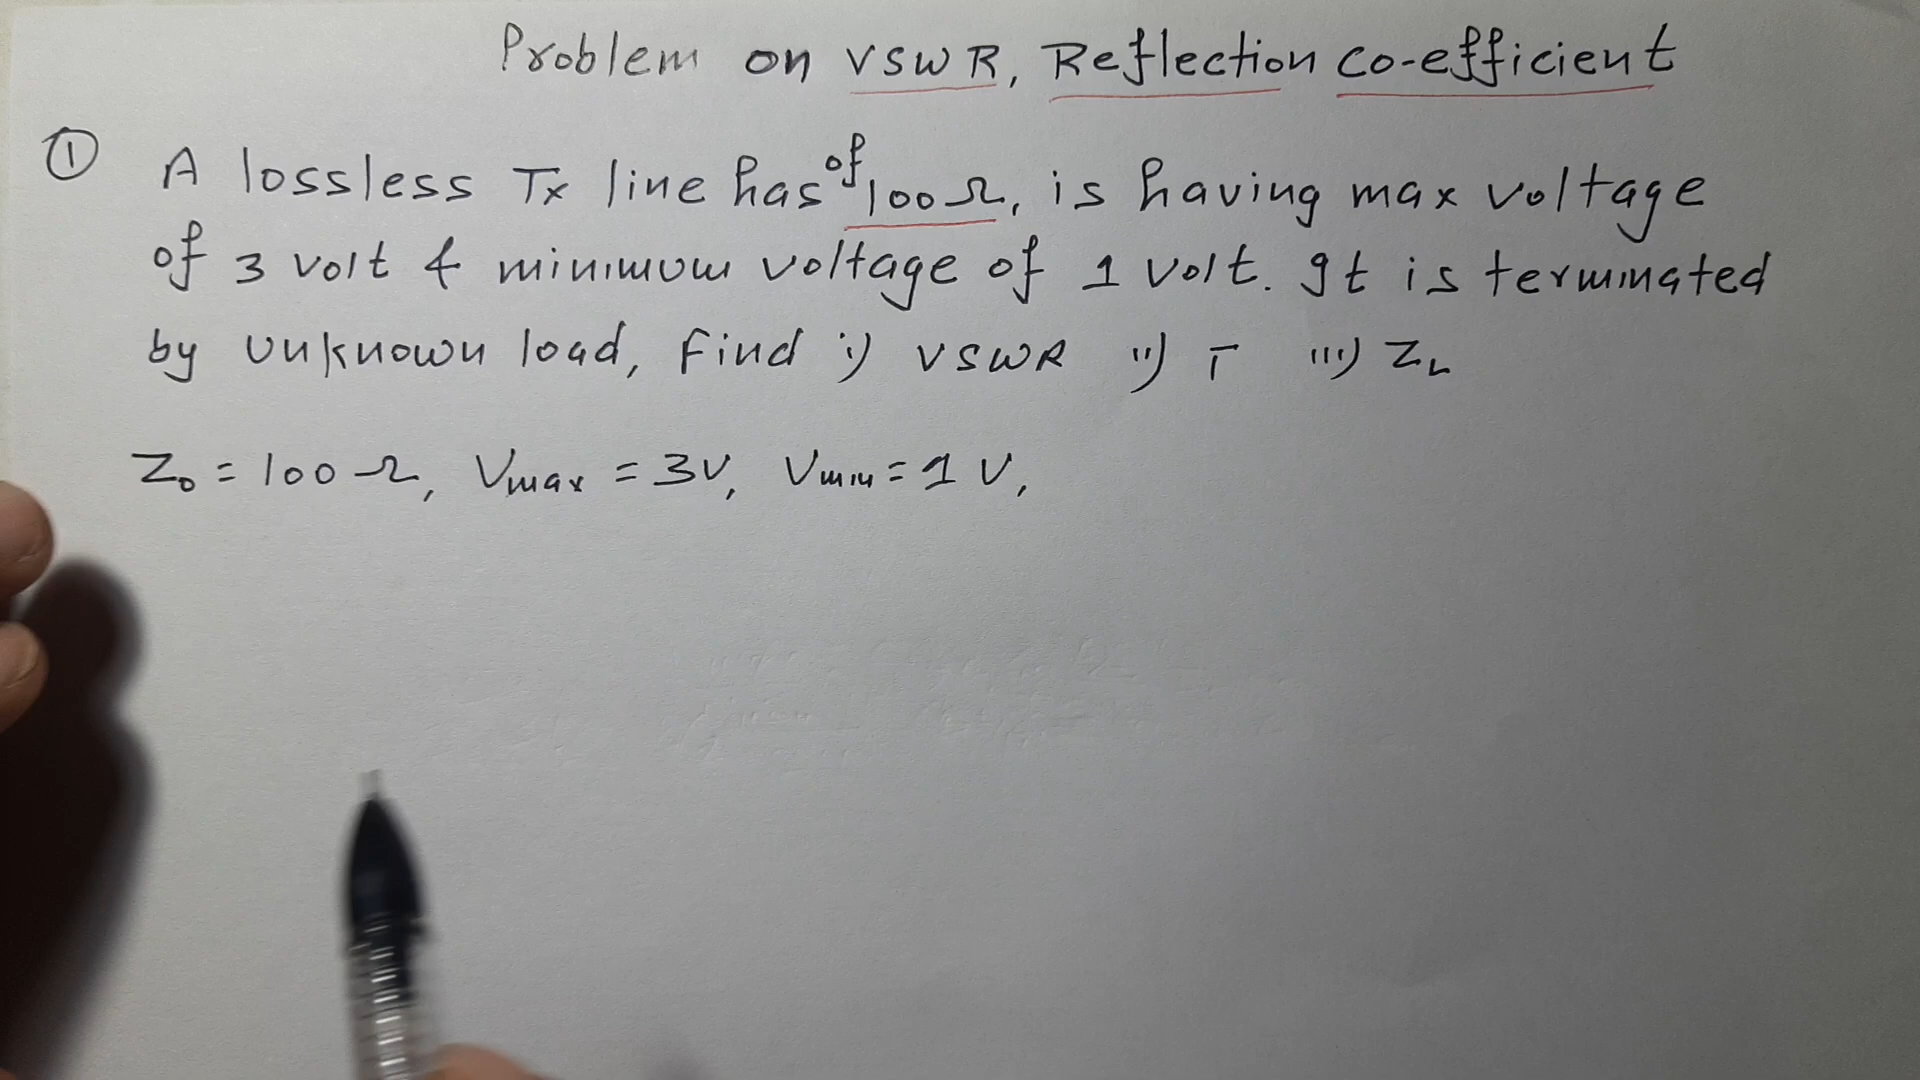 Problem on VSWR, Reflection co-efficient
① A lossless Tx line has of 100Ω, is having max voltage
of 3 volt & minimum voltage of 1 volt. It is terminated
by unknown load, Find i) VSWR ii) Γ iii) ZL
Z0 = 100Ω, Vmax = 3V, Vmin = 1 V,